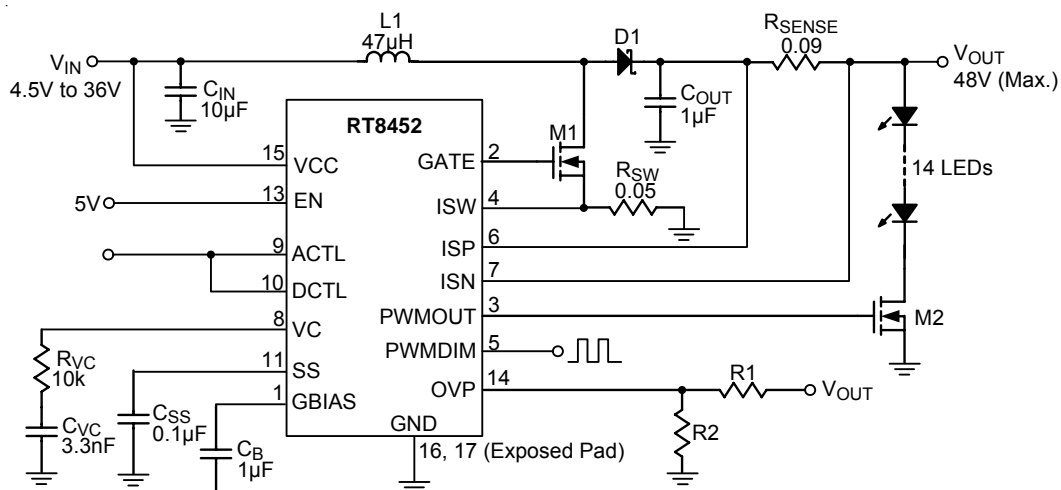 L1
47µH
D1
RSENSE
0.09
VIN
4.5V to 36V
VOUT
48V (Max.)
CIN
10µF
COUT
1µF
RT8452
M1
15
VCC
GATE
2
RSW
0.05
14 LEDs
5V
13
EN
ISW
4
9
ACTL
ISP
6
10
DCTL
ISN
7
8
VC
PWMOUT
3
M2
RVC
10k
11
SS
PWMDIM
5
1
GBIAS
OVP
14
R1
VOUT
CVC
3.3nF
CSS
0.1µF
CB
1µF
GND
16, 17 (Exposed Pad)
R2